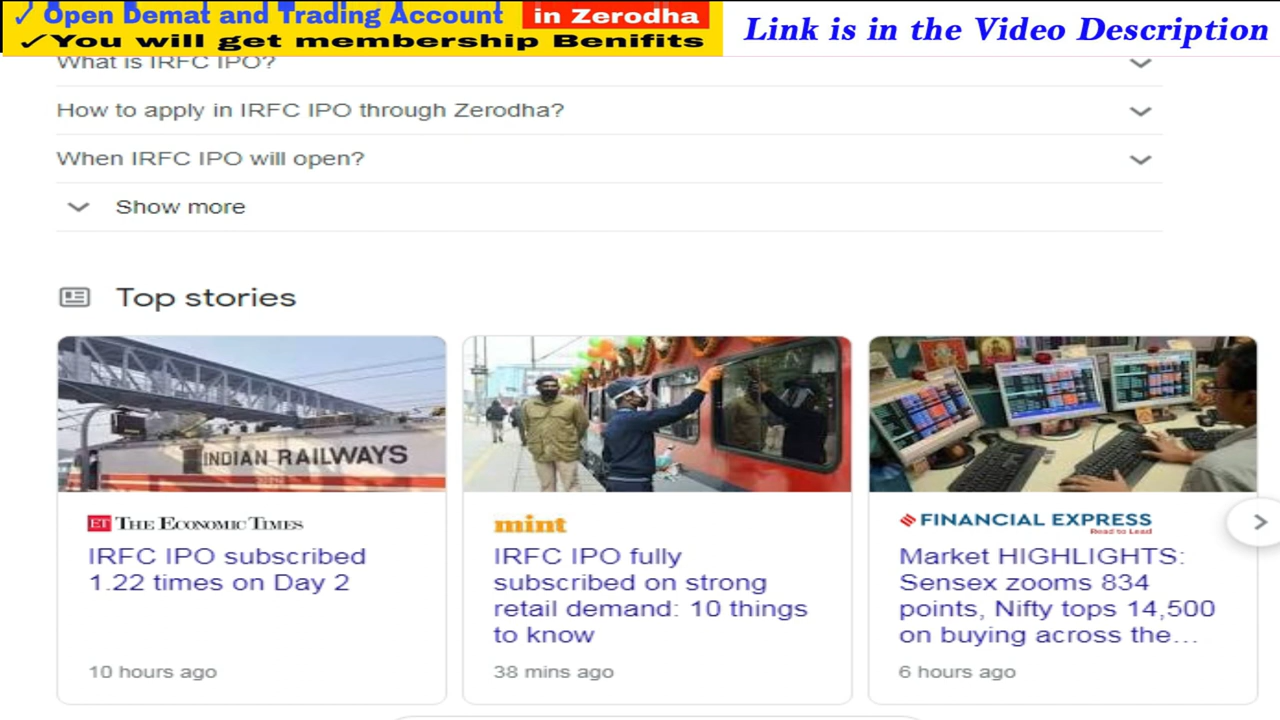 ✓ Open Demat and Trading Account in Zerodha
✓You will get membership Benifits
Link is in the Video Description
What is IRFC IPO?
How to apply in IRFC IPO through Zerodha?
When IRFC IPO will open?
Show more
Top stories
INDIAN RAILWAYS
ET THE ECONOMIC TIMES
IRFC IPO subscribed
1.22 times on Day 2
10 hours ago
mint
IRFC IPO fully
subscribed on strong
retail demand: 10 things
to know
38 mins ago
FINANCIAL EXPRESS
Read to Lead
Market HIGHLIGHTS:
Sensex zooms 834
points, Nifty tops 14,500
on buying across the...
6 hours ago